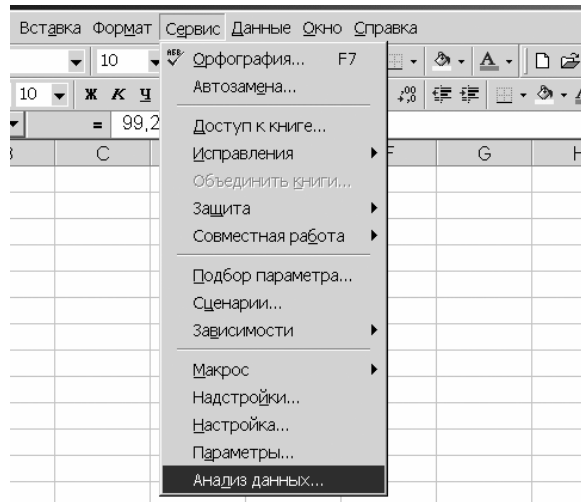 Вставка Формат Сервис Данные Окно Справка
10
Орфография... F7
Автозамена...
10 Ж К Ч
= 99,2
Доступ к книге...
C F G H
Исправления
Объединить книги...
Защита
Совместная работа
Подбор параметра...
Сценарии...
Зависимости
Макрос
Надстройки...
Настройка...
Параметры...
Анализ данных...